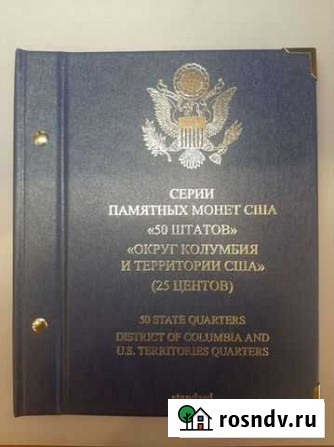 СЕРИИ
ПАМЯТНЫХ МОНЕТ США
«50 ШТАТОВ»
«ОКРУГ КОЛУМБИЯ
И ТЕРРИТОРИИ США»
(25 ЦЕНТОВ)
50 STATE QUARTERS
DISTRICT OF COLUMBIA AND
U.S. TERRITORIES QUARTERS
standard
rosndv.ru